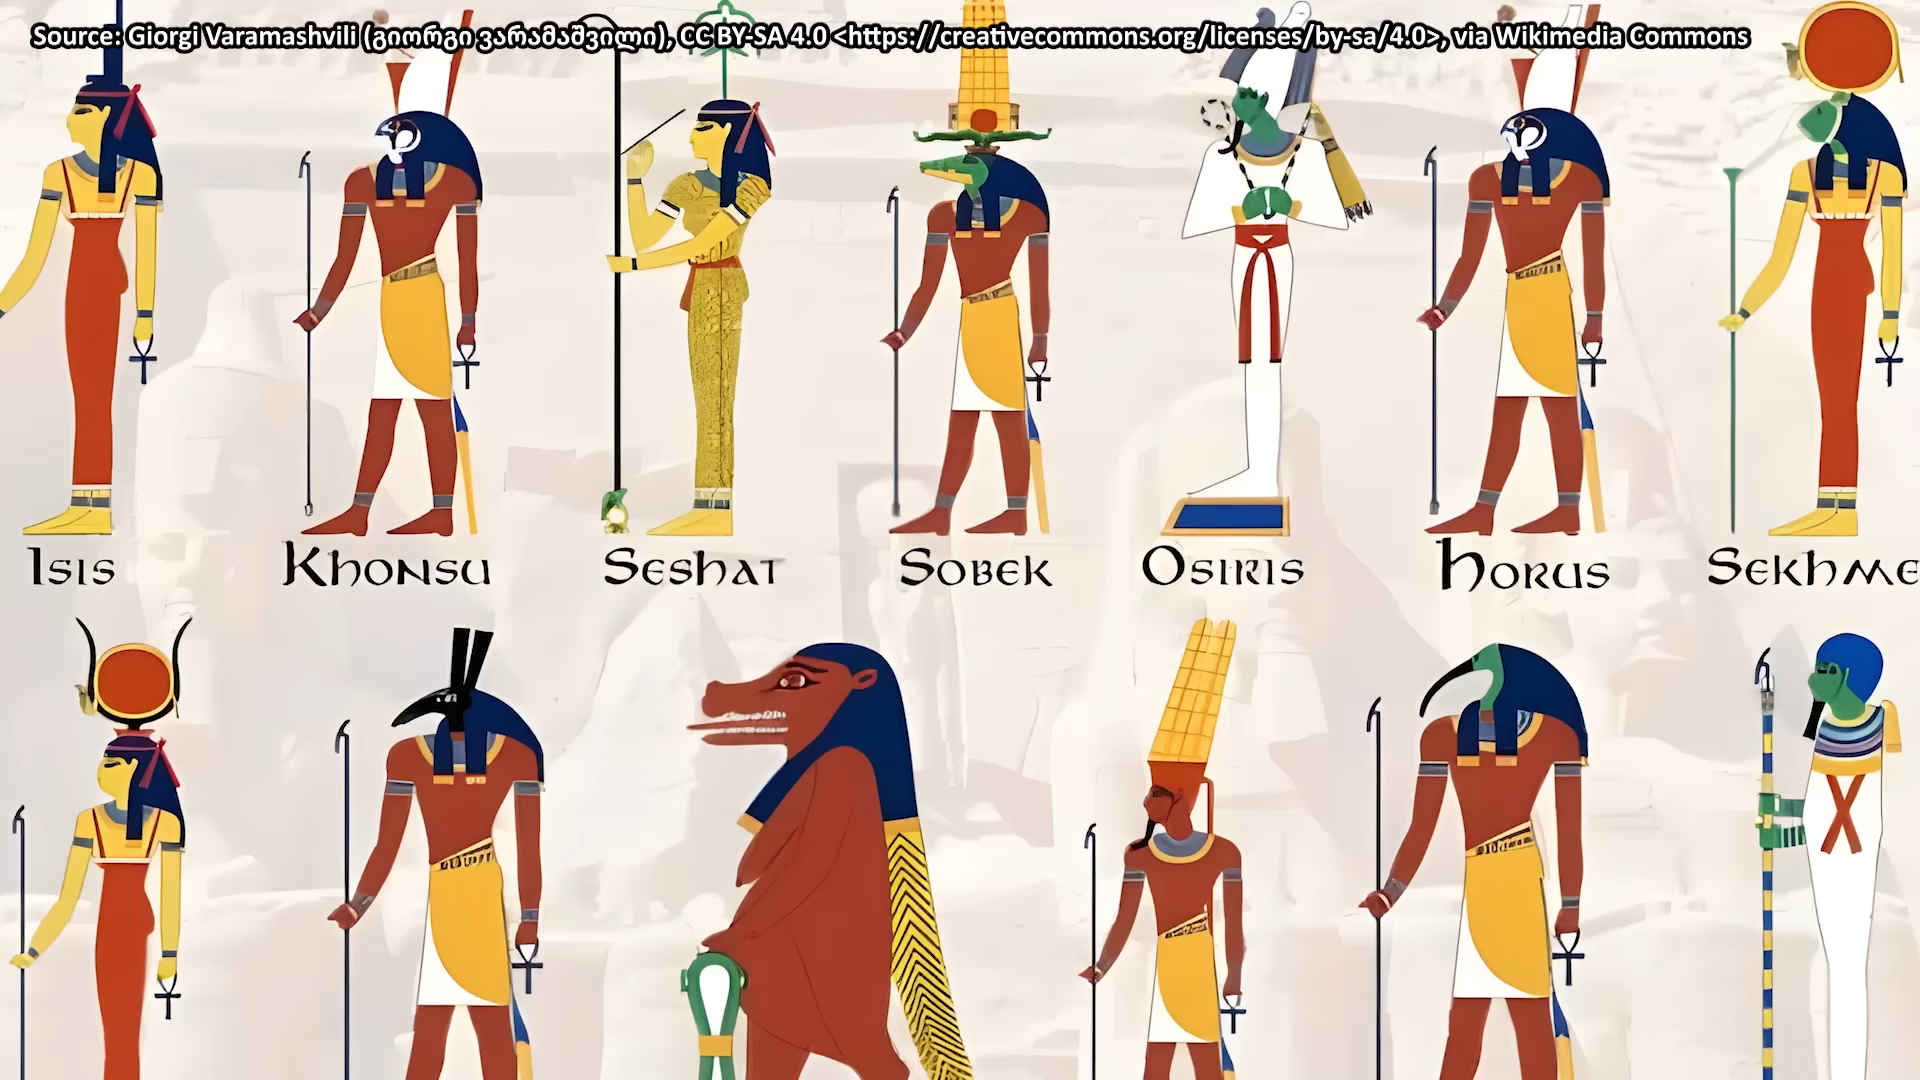 Source: Giorgi Varamashvili (გიორგი ვარამაშვილი), CC BY-SA 4.0 <https://creativecommons.org/licenses/by-sa/4.0>, via Wikimedia Commons
Isis Khonsu Seshat Sobek Osiris Horus Sekhme